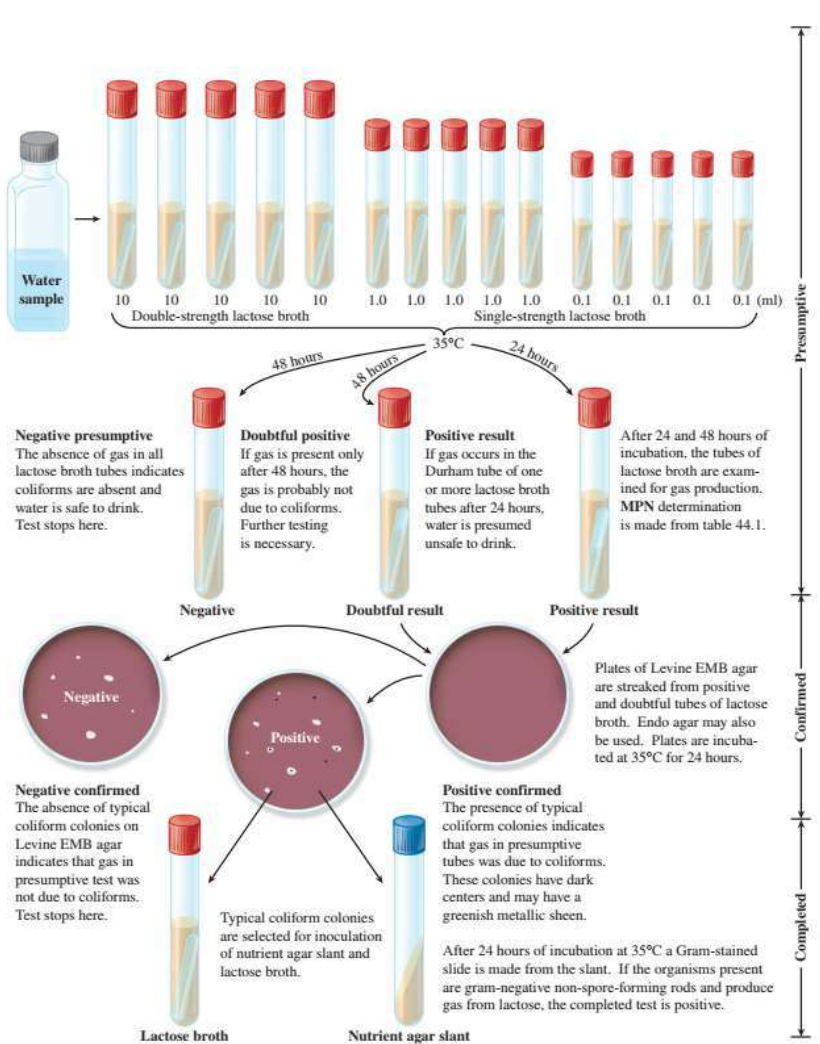 Water
sample
10 10 10 10 10 1.0 1.0 1.0 1.0 1.0 0.1 0.1 0.1 0.1 0.1 (ml)
Double-strength lactose broth
Single-strength lactose broth
35°C
48 hours
48 hours
24 hours
Presumptive
Negative presumptive
The absence of gas in all
lactose broth tubes indicates
coliforms are absent and
water is safe to drink.
Test stops here.
Doubtful positive
If gas is present only
after 48 hours, the
gas is probably not
due to coliforms.
Further testing
is necessary.
Positive result
If gas occurs in the
Durham tube of one
or more lactose broth
tubes after 24 hours,
water is presumed
unsafe to drink.
After 24 and 48 hours of
incubation, the tubes of
lactose broth are exam-
ined for gas production.
MPN determination
is made from table 44.1.
Negative
Doubtful result
Positive result
Negative
Positive
Plates of Levine EMB agar
are streaked from positive
and doubtful tubes of lactose
broth. Endo agar may also
be used. Plates are incuba-
ted at 35°C for 24 hours.
Confirmed
Negative confirmed
The absence of typical
coliform colonies on
Levine EMB agar
indicates that gas in
presumptive test was
not due to coliforms.
Test stops here.
Positive confirmed
The presence of typical
coliform colonies indicates
that gas in presumptive
tubes was due to coliforms.
These colonies have dark
centers and may have a
greenish metallic sheen.
Typical coliform colonies
are selected for inoculation
of nutrient agar slant and
lactose broth.
After 24 hours of incubation at 35°C a Gram-stained
slide is made from the slant. If the organisms present
are gram-negative non-spore-forming rods and produce
gas from lactose, the completed test is positive.
Completed
Lactose broth
Nutrient agar slant